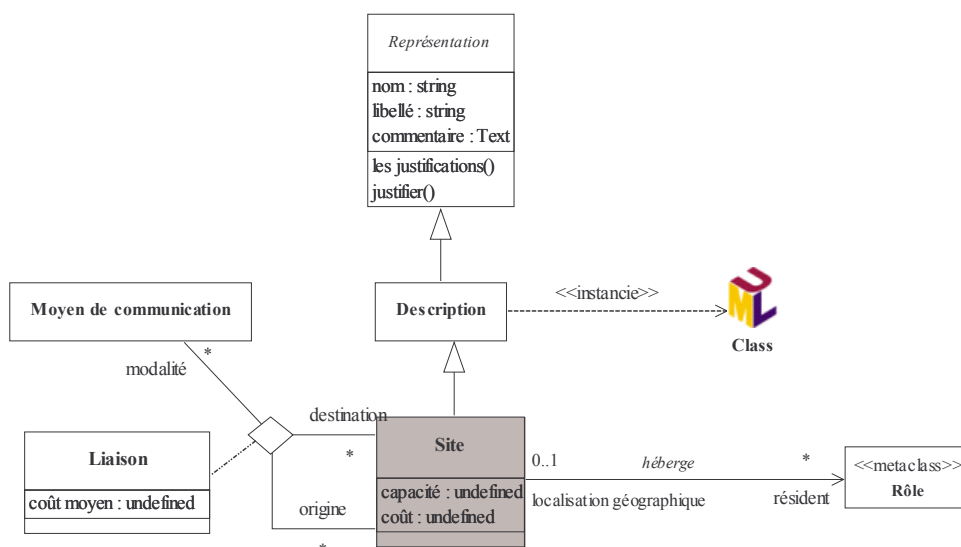 Représentation
nom : string
libellé : string
commentaire : Text
les justifications()
justifier()
Moyen de communication
Description
<<instancie>>
UML
Class
*
modalité
destination
*
Liaison
coût moyen : undefined
origine
*
Site
capacité : undefined
coût : undefined
0..1
héberge
*
localisation géographique
résident
<<metaclass>>
Rôle